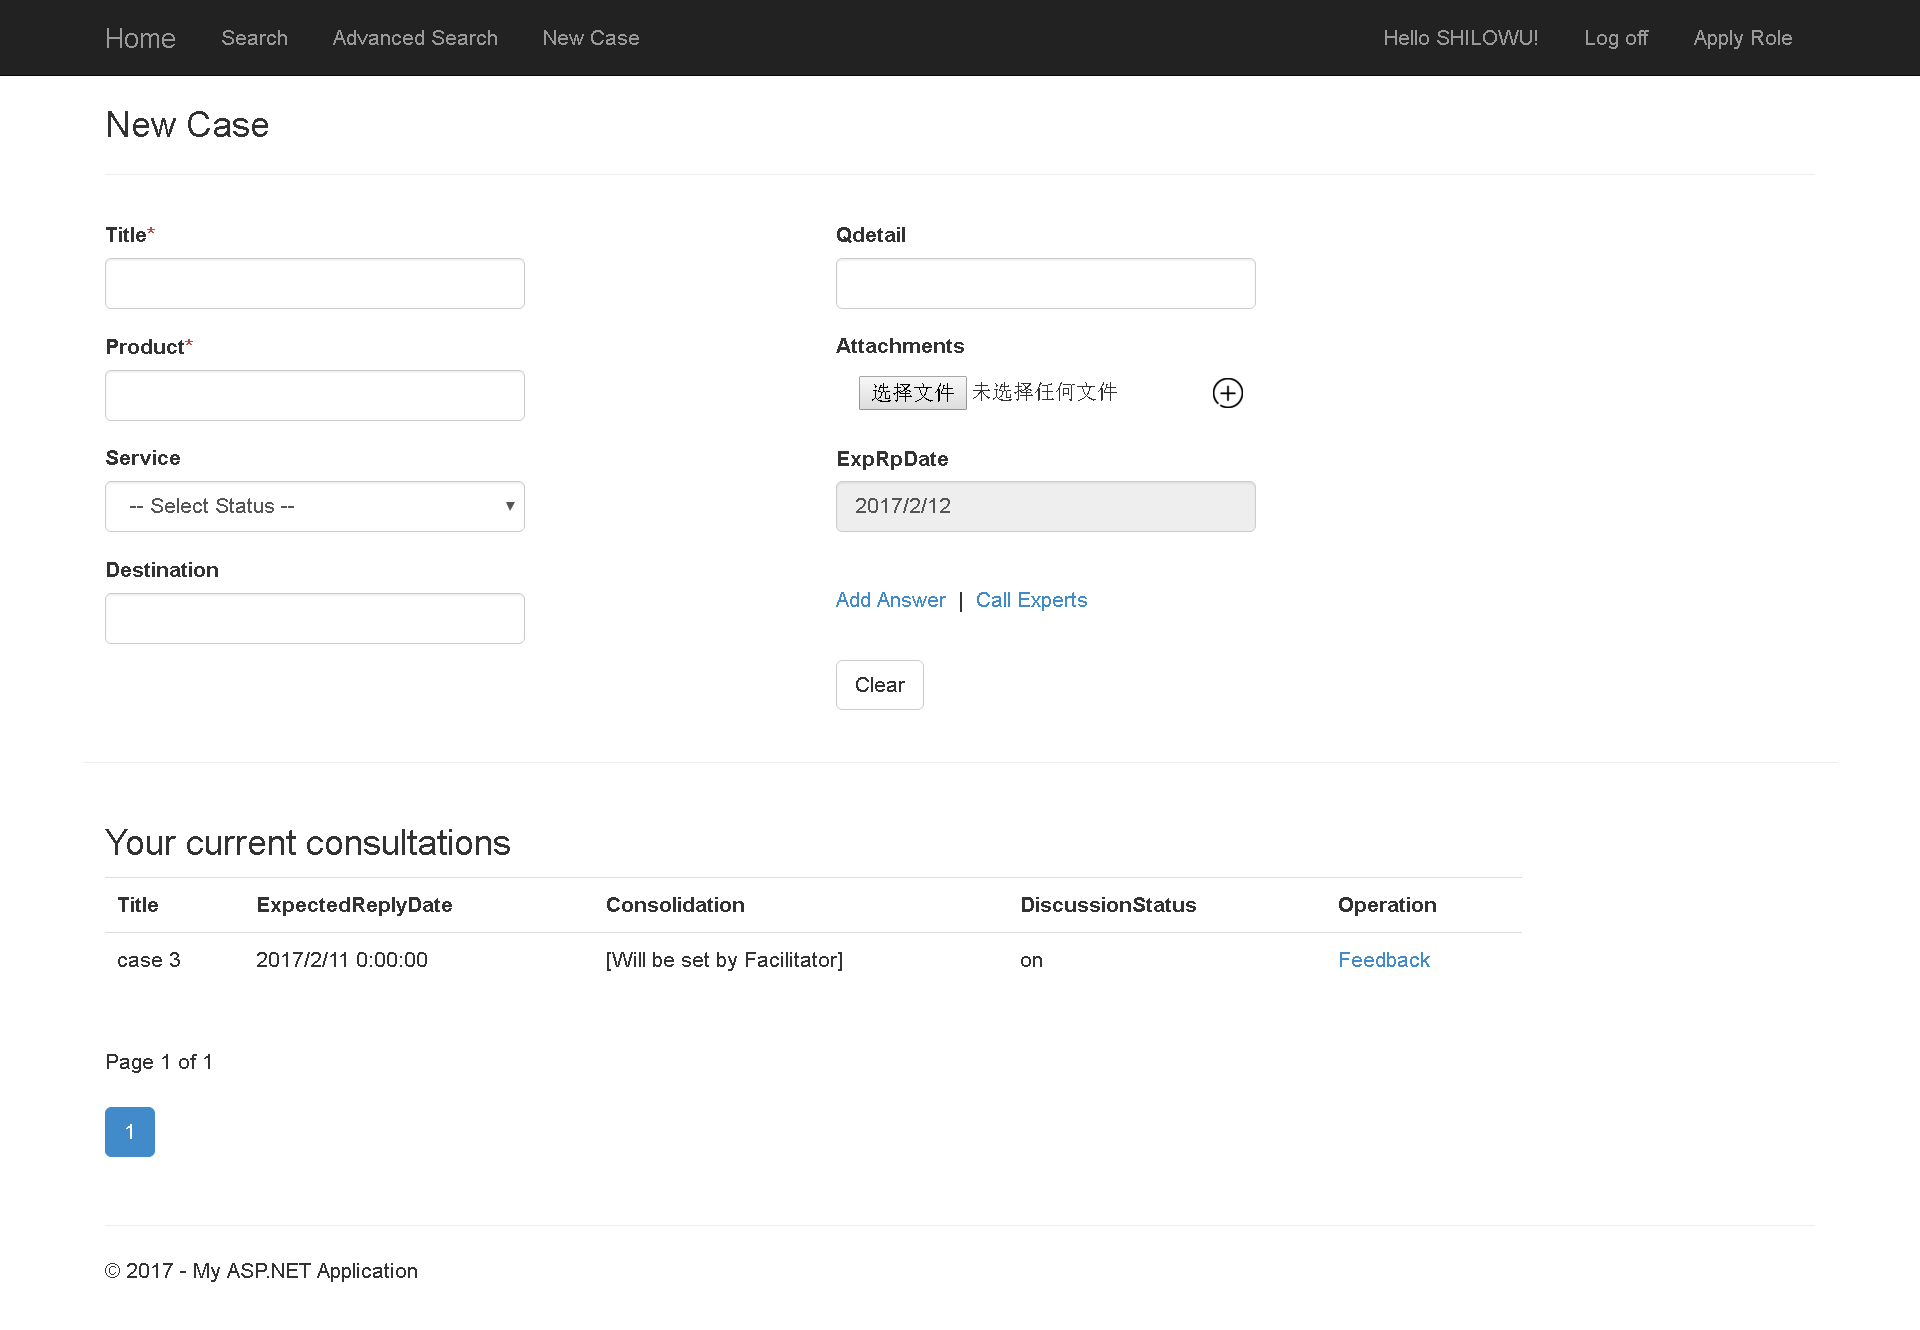 Home Search Advanced Search New Case Hello SHILOWU! Log off Apply Role
New Case
Title* Qdetail
Product* Attachments
选择文件 未选择任何文件
Service ExpRpDate
-- Select Status -- 2017/2/12
Destination
Add Answer | Call Experts
Clear
Your current consultations
Title ExpectedReplyDate Consolidation DiscussionStatus Operation
case 3 2017/2/11 0:00:00 [Will be set by Facilitator] on Feedback
Page 1 of 1
1
© 2017 - My ASP.NET Application